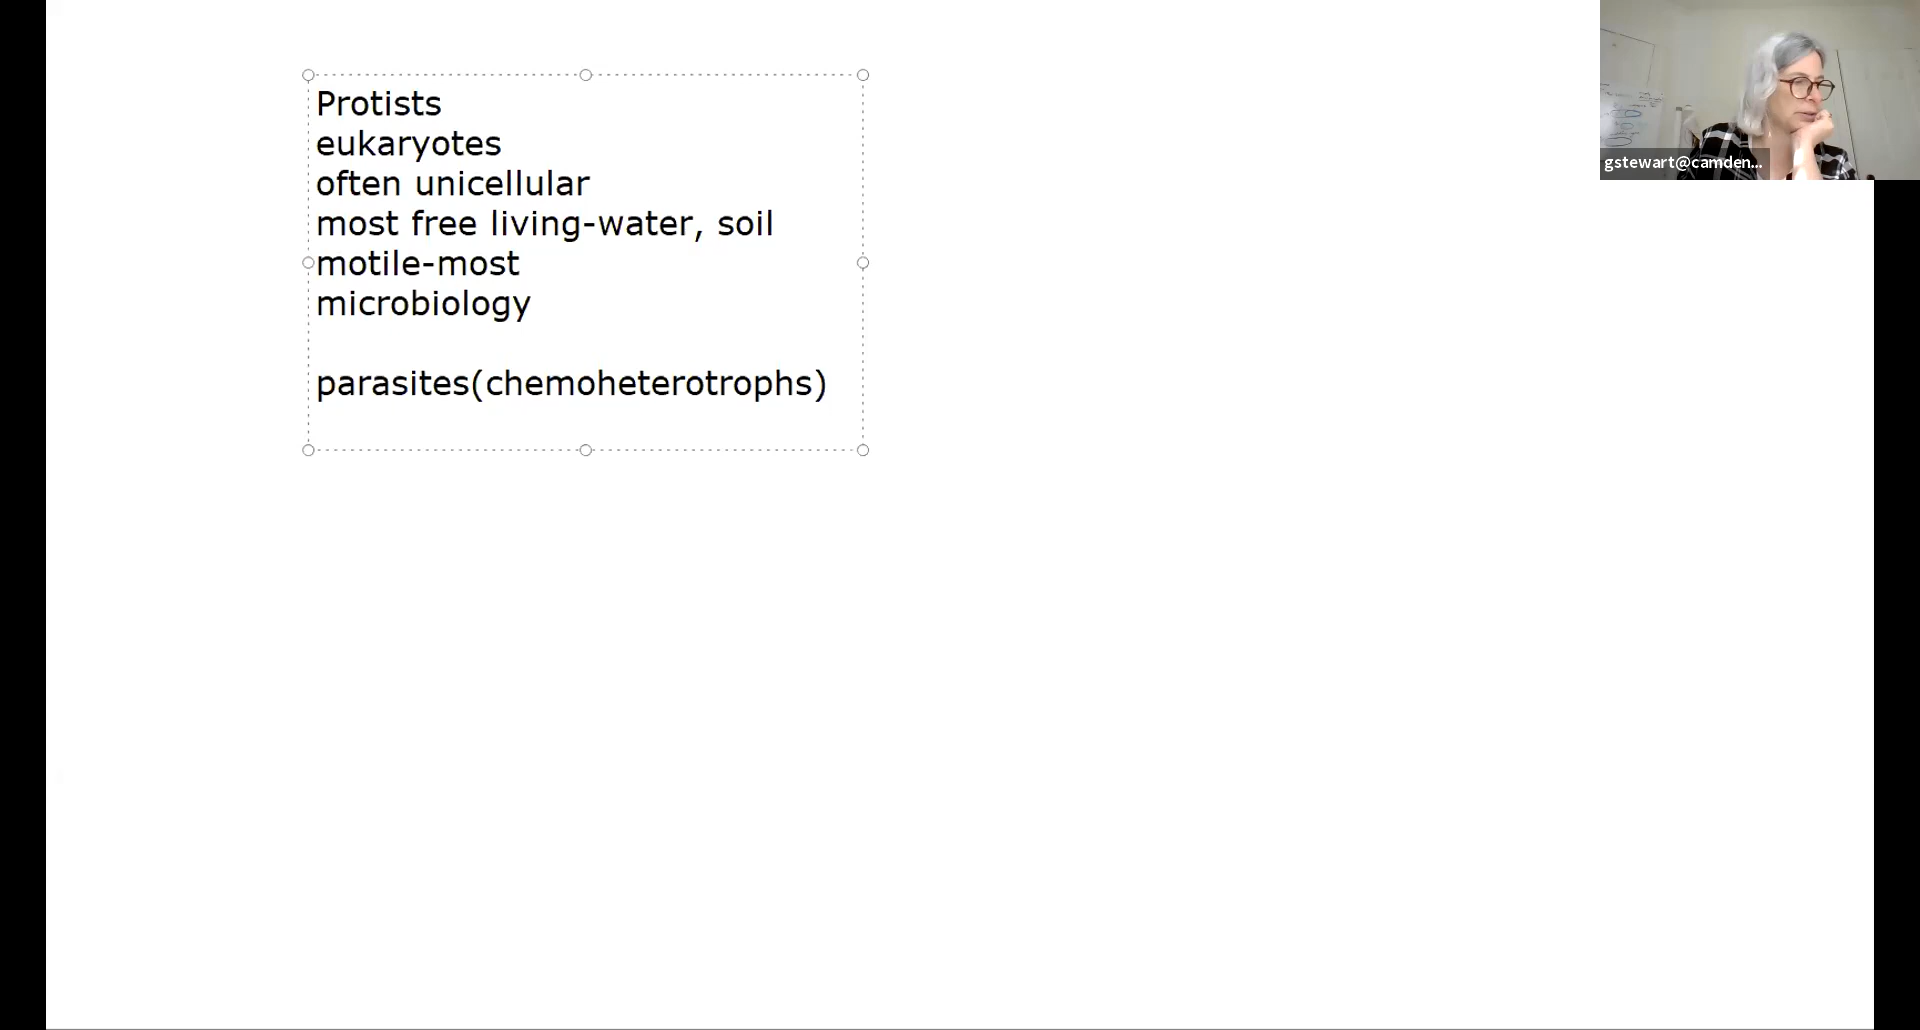 Protists
eukaryotes
often unicellular
most free living-water, soil
motile-most
microbiology
parasites(chemoheterotrophs)
gstewart@camden...